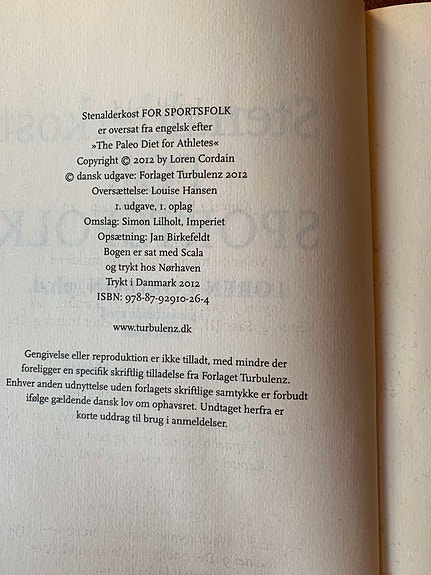 Stenalderkost FOR SPORTSFOLK
er oversat fra engelsk efter
»The Paleo Diet for Athletes«
Copyright © 2012 by Loren Cordain
© dansk udgave: Forlaget Turbulenz 2012
Oversættelse: Louise Hansen
1. udgave, 1. oplag
Omslag: Simon Lilholt, Imperiet
Opsætning: Jan Birkefeldt
Bogen er sat med Scala
og trykt hos Nørhaven
Trykt i Danmark 2012
ISBN: 978-87-92910-26-4
www.turbulenz.dk
Gengivelse eller reproduktion er ikke tilladt, med mindre der
foreligger en specifik skriftlig tilladelse fra Forlaget Turbulenz.
Enhver anden udnyttelse uden forlagets skriftlige samtykke er forbudt
ifølge gældende dansk lov om ophavsret. Undtaget herfra er
korte uddrag til brug i anmeldelser.